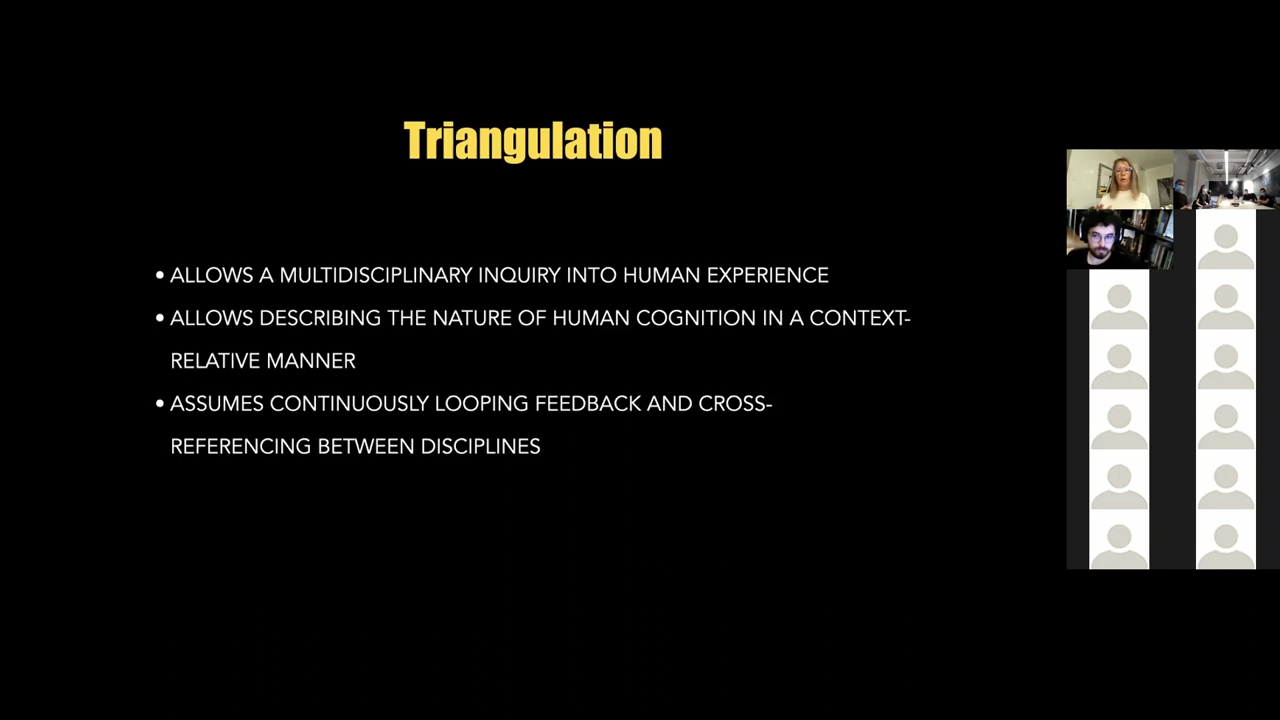 Triangulation
• ALLOWS A MULTIDISCIPLINARY INQUIRY INTO HUMAN EXPERIENCE
• ALLOWS DESCRIBING THE NATURE OF HUMAN COGNITION IN A CONTEXT-
RELATIVE MANNER
• ASSUMES CONTINUOUSLY LOOPING FEEDBACK AND CROSS-
REFERENCING BETWEEN DISCIPLINES